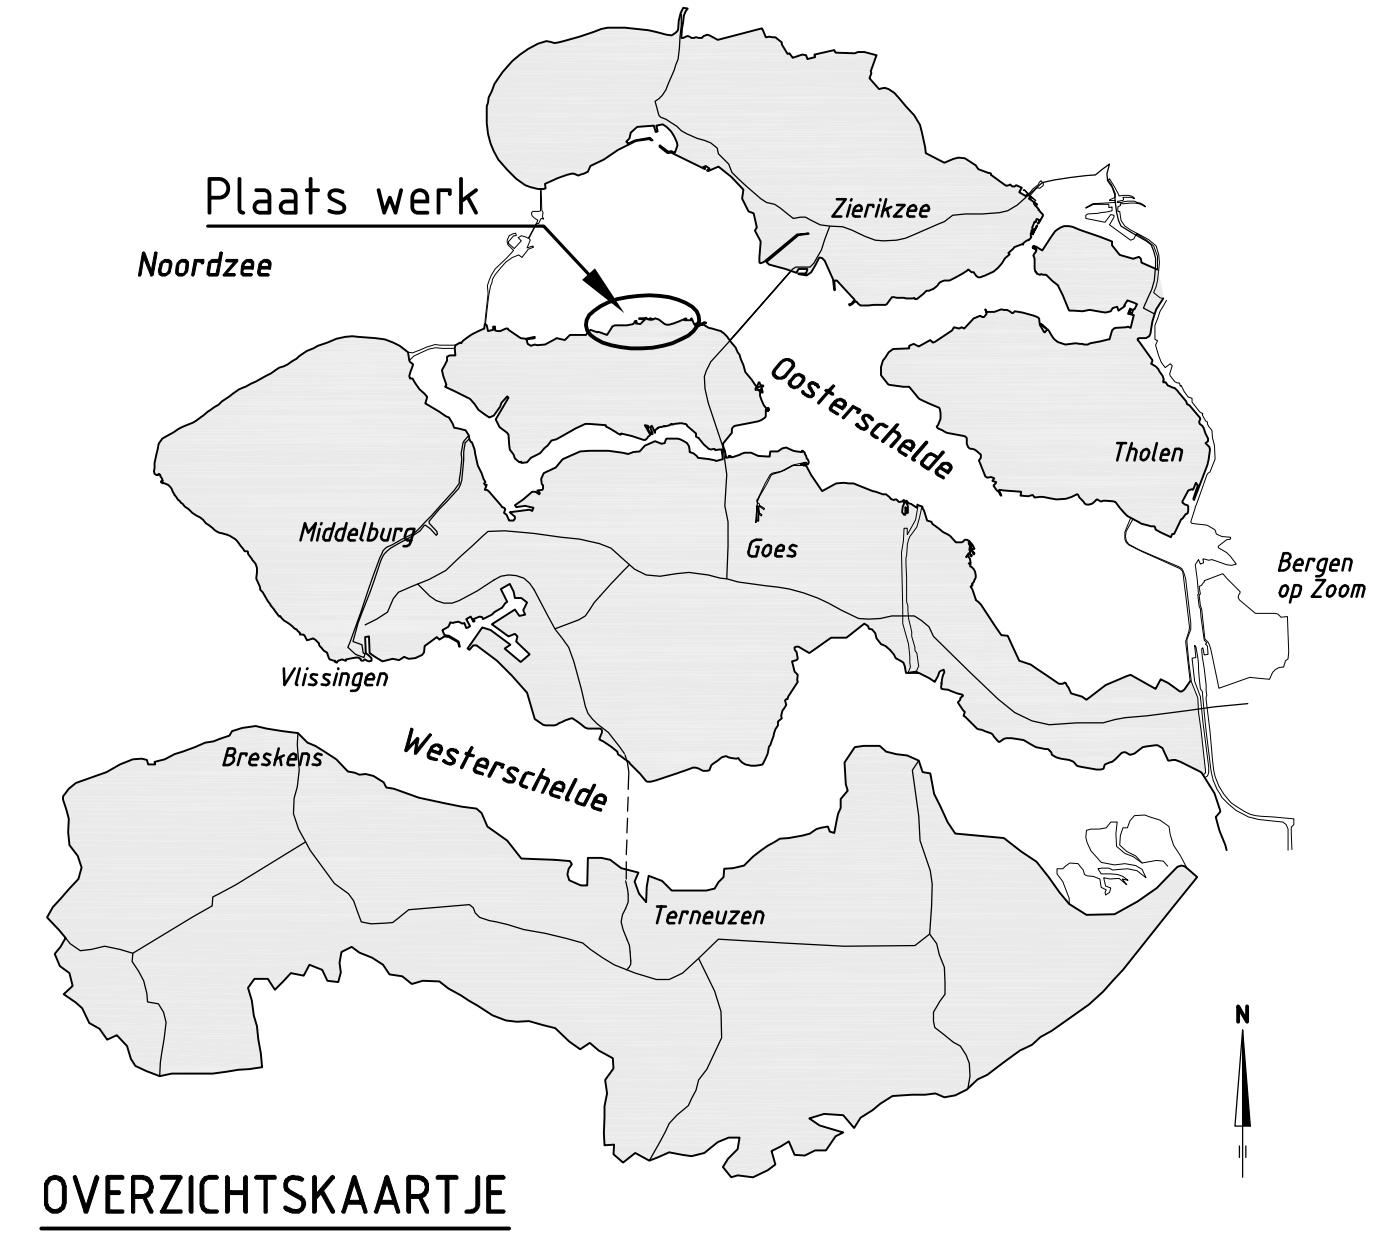 Plaats werk
Zierikzee
Noordzee
Oosterschelde
Tholen
Middelburg
Goes
Bergen
op Zoom
Vlissingen
Westerschelde
Breskens
Terneuzen
N
OVERZICHTSKAARTJE